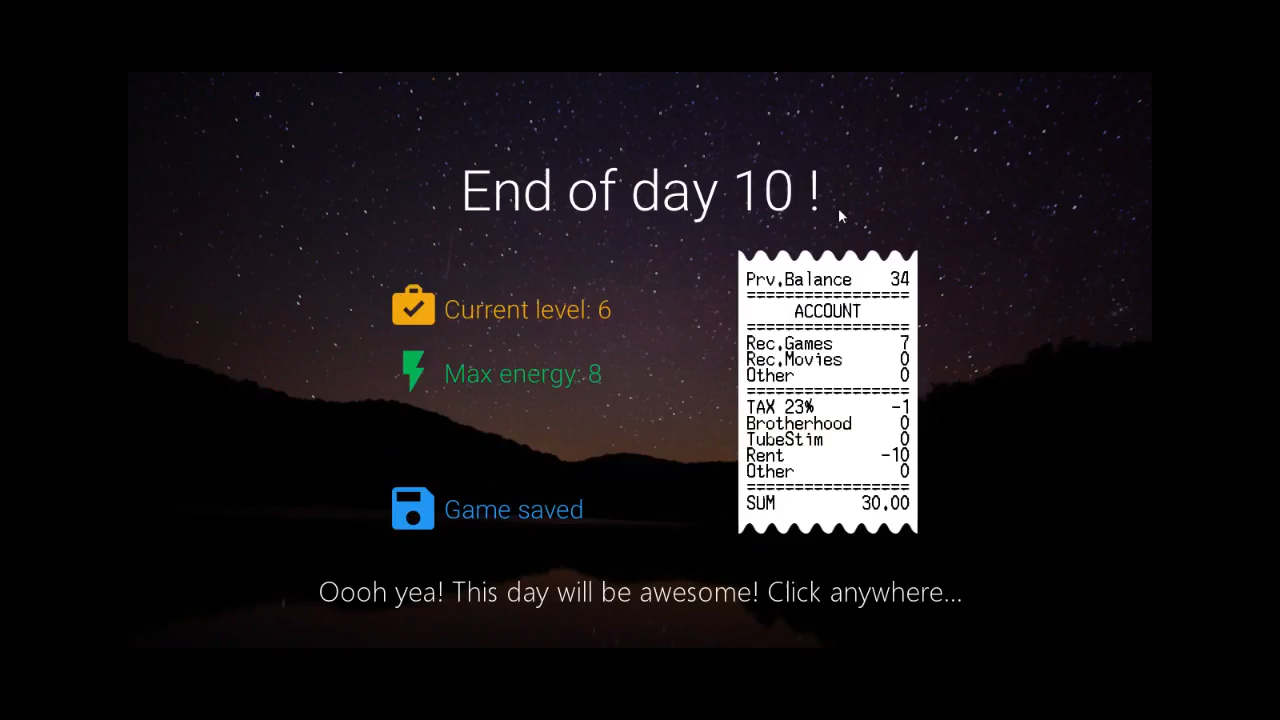 End of day 10 !
Current level: 6
Max energy: 8
Game saved
Prv.Balance 34
=================
ACCOUNT
=================
Rec.Games 7
Rec.Movies 0
Other 0
=================
TAX 23% -1
Brotherhood 0
TubeStim 0
Rent -10
Other 0
=================
SUM 30.00
Oooh yea! This day will be awesome! Click anywhere...